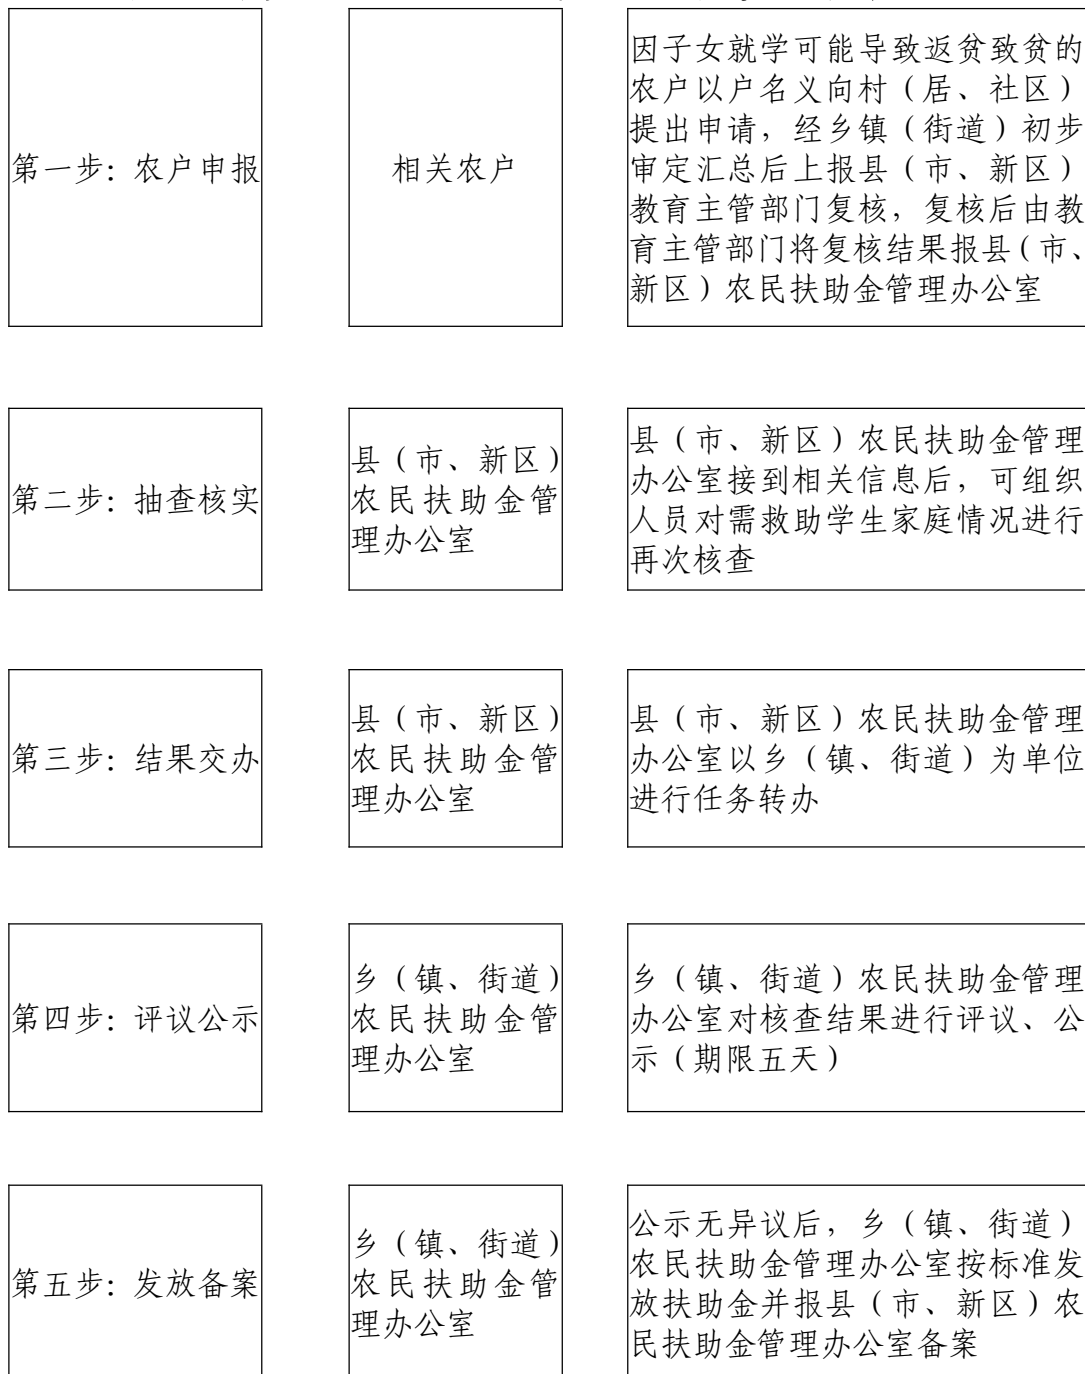 第一步：农户申报
相关农户
因子女就学可能导致返贫致贫的
农户以户名义向村（居、社区）
提出申请，经乡镇（街道）初步
审定汇总后上报县（市、新区）
教育主管部门复核，复核后由教
育主管部门将复核结果报县（市、
新区）农民扶助金管理办公室
第二步：抽查核实
县（市、新区）
农民扶助金管
理办公室
县（市、新区）农民扶助金管理
办公室接到相关信息后，可组织
人员对需救助学生家庭情况进行
再次核查
第三步：结果交办
县（市、新区）
农民扶助金管
理办公室
县（市、新区）农民扶助金管理
办公室以乡（镇、街道）为单位
进行任务转办
第四步：评议公示
乡（镇、街道）
农民扶助金管
理办公室
乡（镇、街道）农民扶助金管理
办公室对核查结果进行评议、公
示（期限五天）
第五步：发放备案
乡（镇、街道）
农民扶助金管
理办公室
公示无异议后，乡（镇、街道）
农民扶助金管理办公室按标准发
放扶助金并报县（市、新区）农
民扶助金管理办公室备案